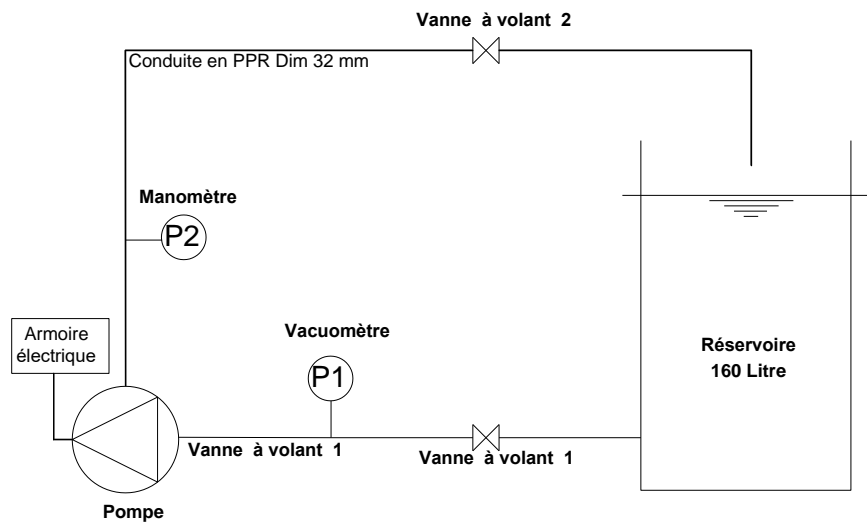 Vanne à volant 2
Conduite en PPR Dim 32 mm
Manomètre
P2
Armoire
électrique
Vacuomètre
P1
Réservoire
160 Litre
Vanne à volant 1
Vanne à volant 1
Pompe